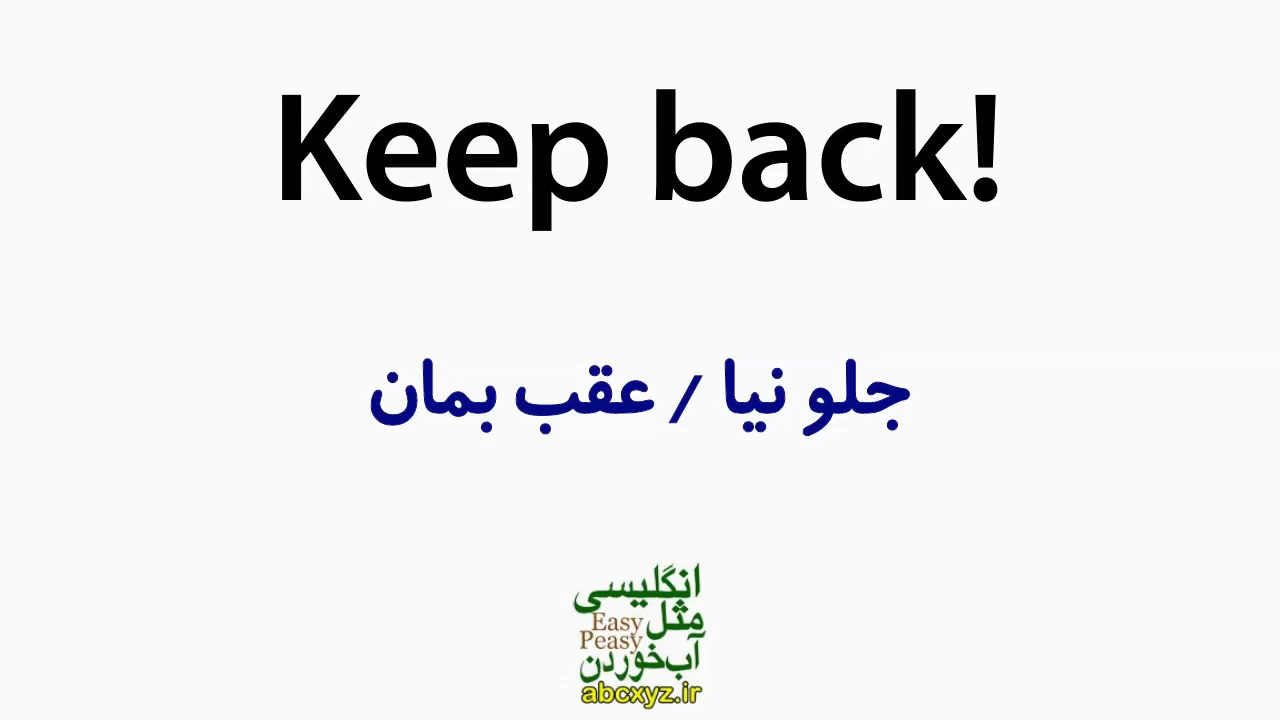 Keep back!
جلو نیا / عقب بمان
انگلیسی
مثل
Easy
Peasy
آب‌خوردن
abcxyz.ir